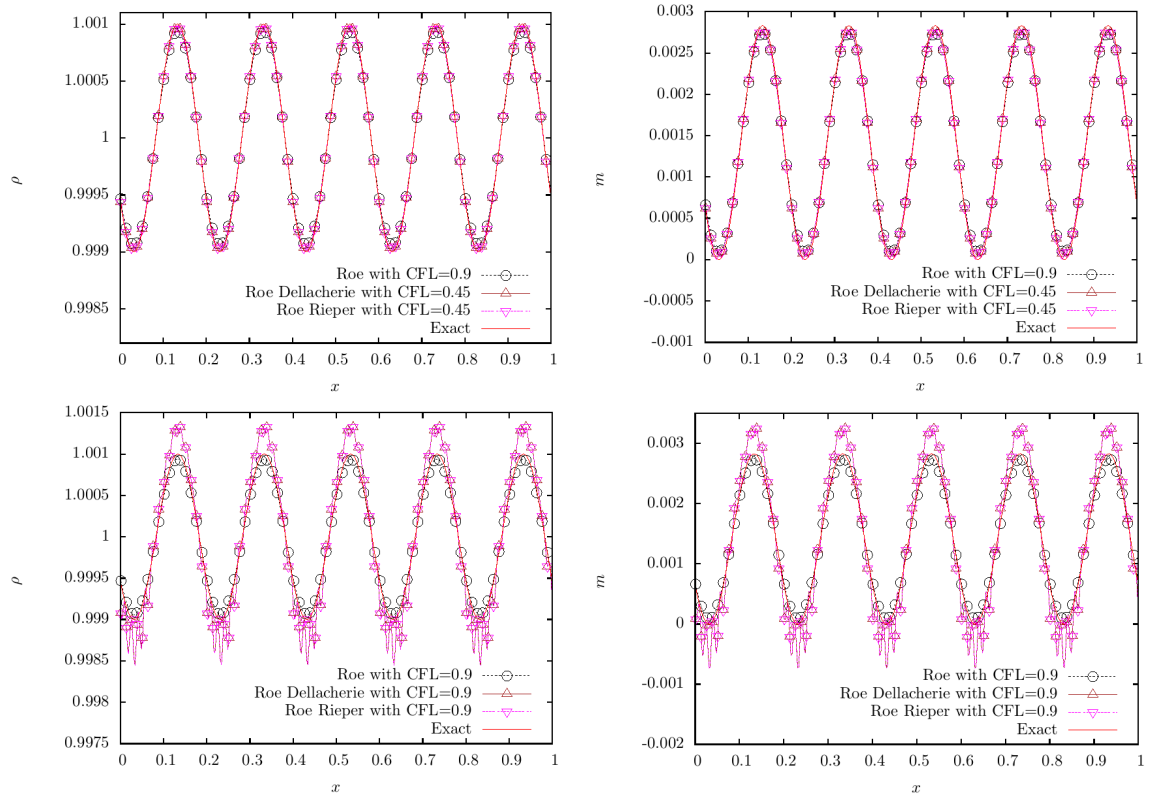 1.001
1.0005
1
0.9995
0.999
0.9985
ρ
Roe with CFL=0.9
Roe Dellacherie with CFL=0.45
Roe Rieper with CFL=0.45
Exact
0 0.1 0.2 0.3 0.4 0.5 0.6 0.7 0.8 0.9 1
x
0.003
0.0025
0.002
0.0015
0.001
0.0005
0
-0.0005
-0.001
m
Roe with CFL=0.9
Roe Dellacherie with CFL=0.45
Roe Rieper with CFL=0.45
Exact
0 0.1 0.2 0.3 0.4 0.5 0.6 0.7 0.8 0.9 1
x
1.0015
1.001
1.0005
1
0.9995
0.999
0.9985
0.998
0.9975
ρ
Roe with CFL=0.9
Roe Dellacherie with CFL=0.9
Roe Rieper with CFL=0.9
Exact
0 0.1 0.2 0.3 0.4 0.5 0.6 0.7 0.8 0.9 1
x
0.003
0.002
0.001
0
-0.001
-0.002
m
Roe with CFL=0.9
Roe Dellacherie with CFL=0.9
Roe Rieper with CFL=0.9
Exact
0 0.1 0.2 0.3 0.4 0.5 0.6 0.7 0.8 0.9 1
x